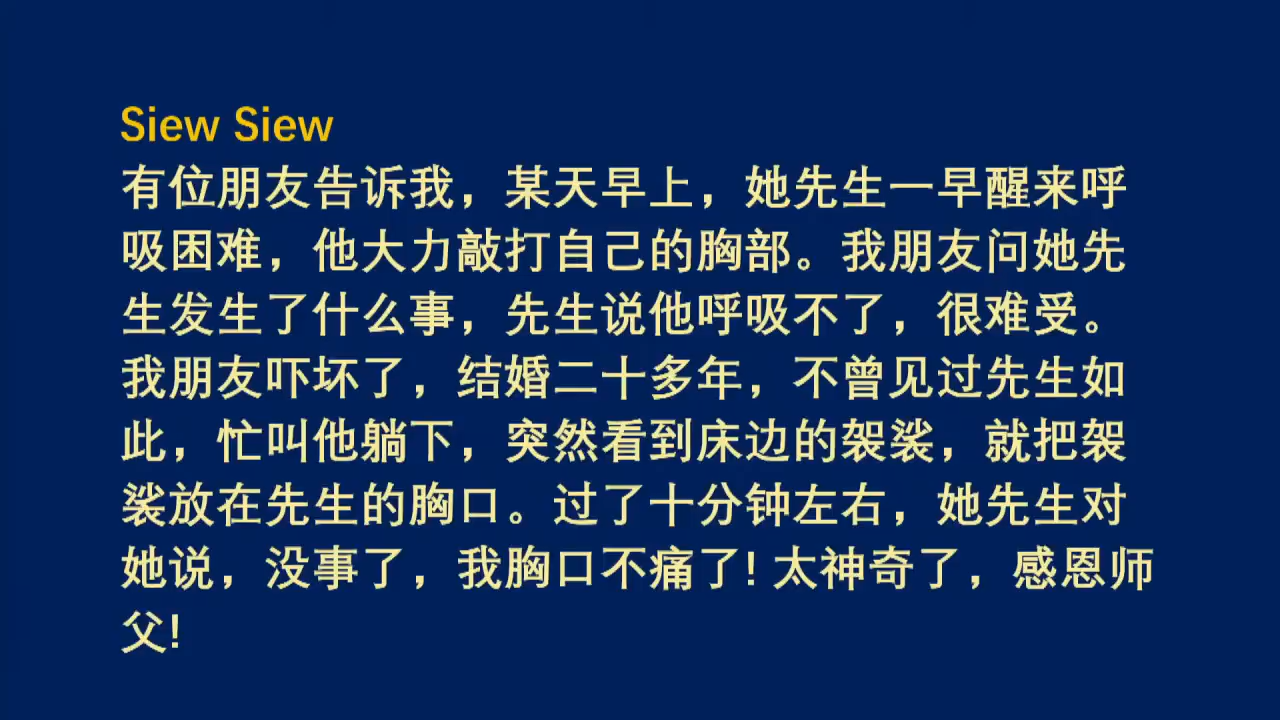 Siew Siew
有位朋友告诉我，某天早上，她先生一早醒来呼
吸困难，他大力敲打自己的胸部。我朋友问她先
生发生了什么事，先生说他呼吸不了，很难受。
我朋友吓坏了，结婚二十多年，不曾见过先生如
此，忙叫他躺下，突然看到床边的袈裟，就把袈
裟放在先生的胸口。过了十分钟左右，她先生对
她说，没事了，我胸口不痛了! 太神奇了，感恩师
父!